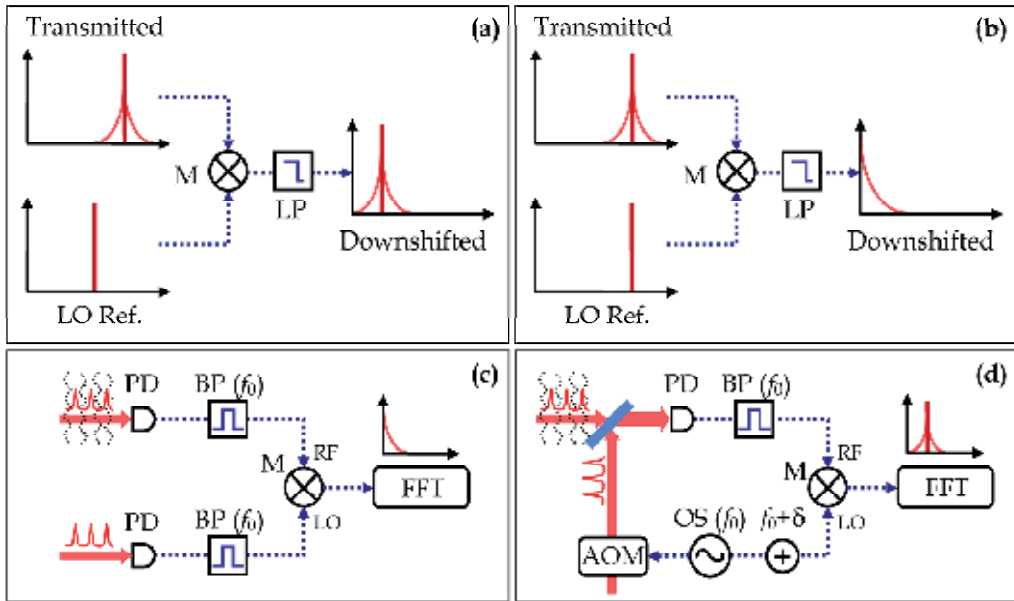 Transmitted
(a)
M
LP
LO Ref.
Downshifted
Transmitted
(b)
M
LP
LO Ref.
Downshifted
PD
BP (f₀)
(c)
M
RF
FFT
LO
PD
BP (f₀)
PD
BP (f₀)
(d)
M
RF
FFT
LO
OS (f₀)
f₀+δ
AOM